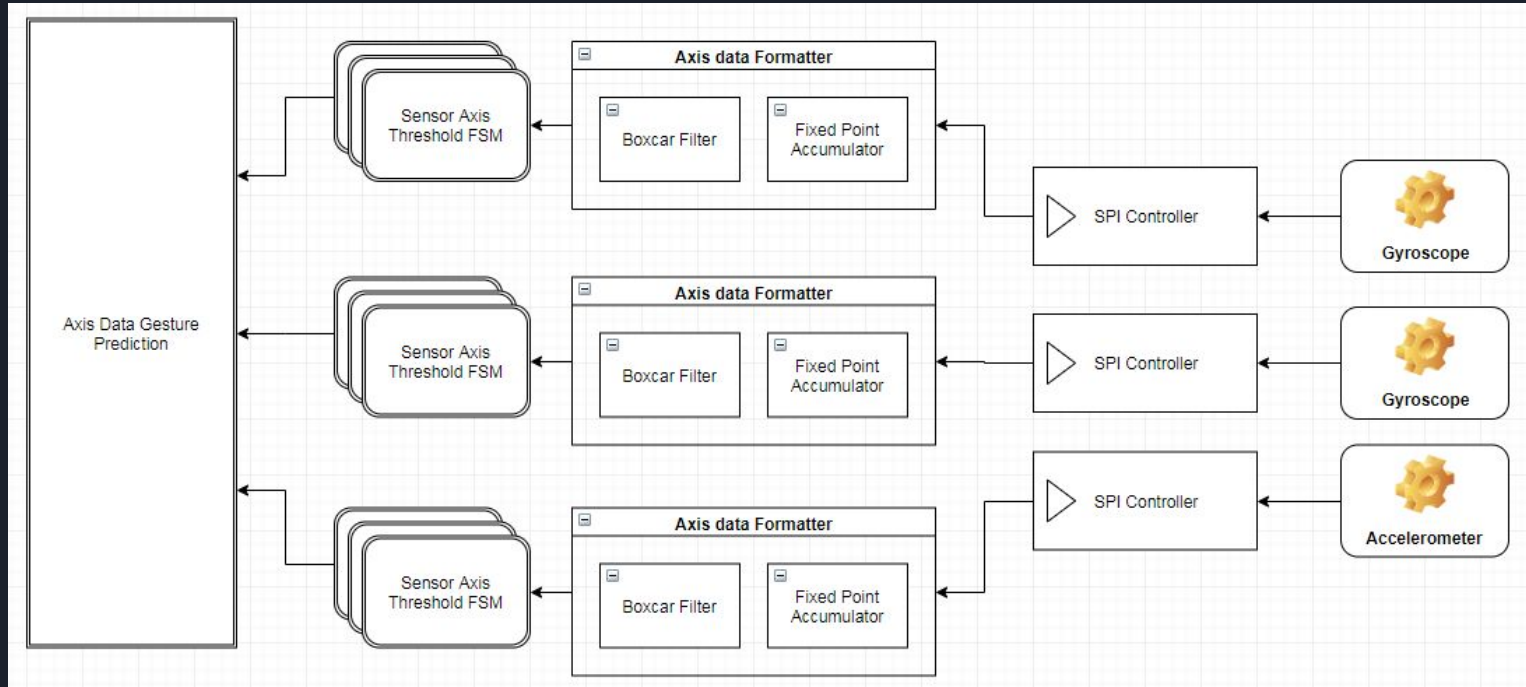 Axis Data Gesture
Prediction
Sensor Axis
Threshold FSM
Axis data Formatter
Boxcar Filter
Fixed Point
Accumulator
SPI Controller
Gyroscope
Sensor Axis
Threshold FSM
Axis data Formatter
Boxcar Filter
Fixed Point
Accumulator
SPI Controller
Gyroscope
Sensor Axis
Threshold FSM
Axis data Formatter
Boxcar Filter
Fixed Point
Accumulator
SPI Controller
Accelerometer